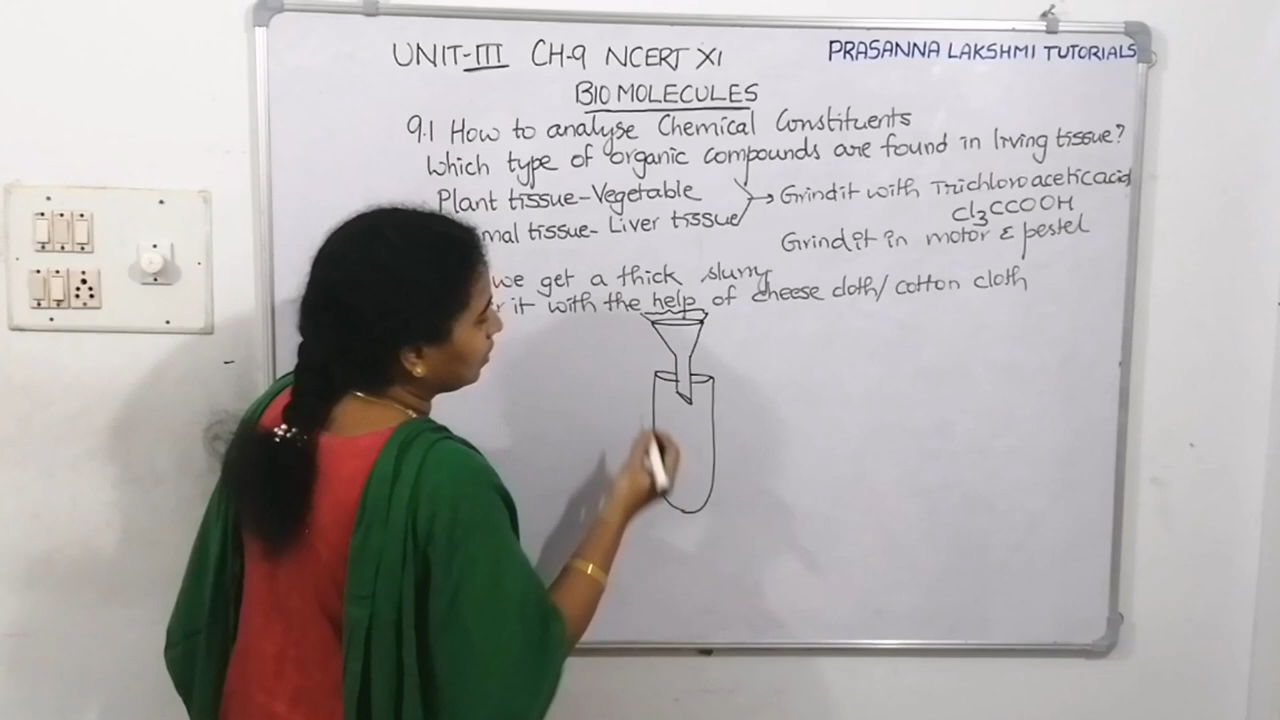 UNIT-III CH-9 NCERT XI
PRASANNA LAKSHMI TUTORIALS
BIOMOLECULES
9.1 How to analyse Chemical Constituents
Which type of organic compounds are found in living tissue?
Plant tissue-Vegetable
mal tissue- Liver tissue
Grind it with Trichloroacetic acid
Cl3CCOOH
Grind it in motor & pestel
we get a thick slurry
it with the help of cheese cloth/cotton cloth